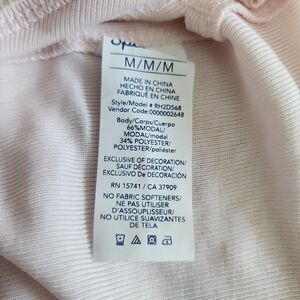 M/M/M
MADE IN CHINA
HECHO EN CHINA
FABRIQUÉ EN CHINE
Style/Model # RH2D568
Vendor Code: 0000002648
Body/Corps/Cuerpo
66%MODAL/
MODAL/modal
34% POLYESTER/
POLYESTER/poliéster
EXCLUSIVE OF DECORATION/
SAUF DÉCORATION/
EXCLUSIVO De DECORACIÓN
RN 15741 / CA 37909
NO FABRIC SOFTENERS/
NE PAS UTILISER
D'ASSOUPLISSEUR/
NO UTILICE SUAVIZANTES
DE TELA